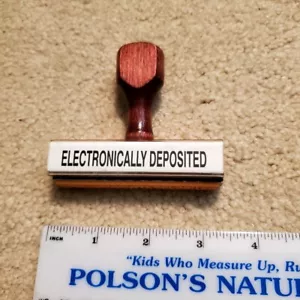 ELECTRONICALLY DEPOSITED
INCH 1 2 3 4
"Kids Who Measure Up, Ru
POLSON'S NATU